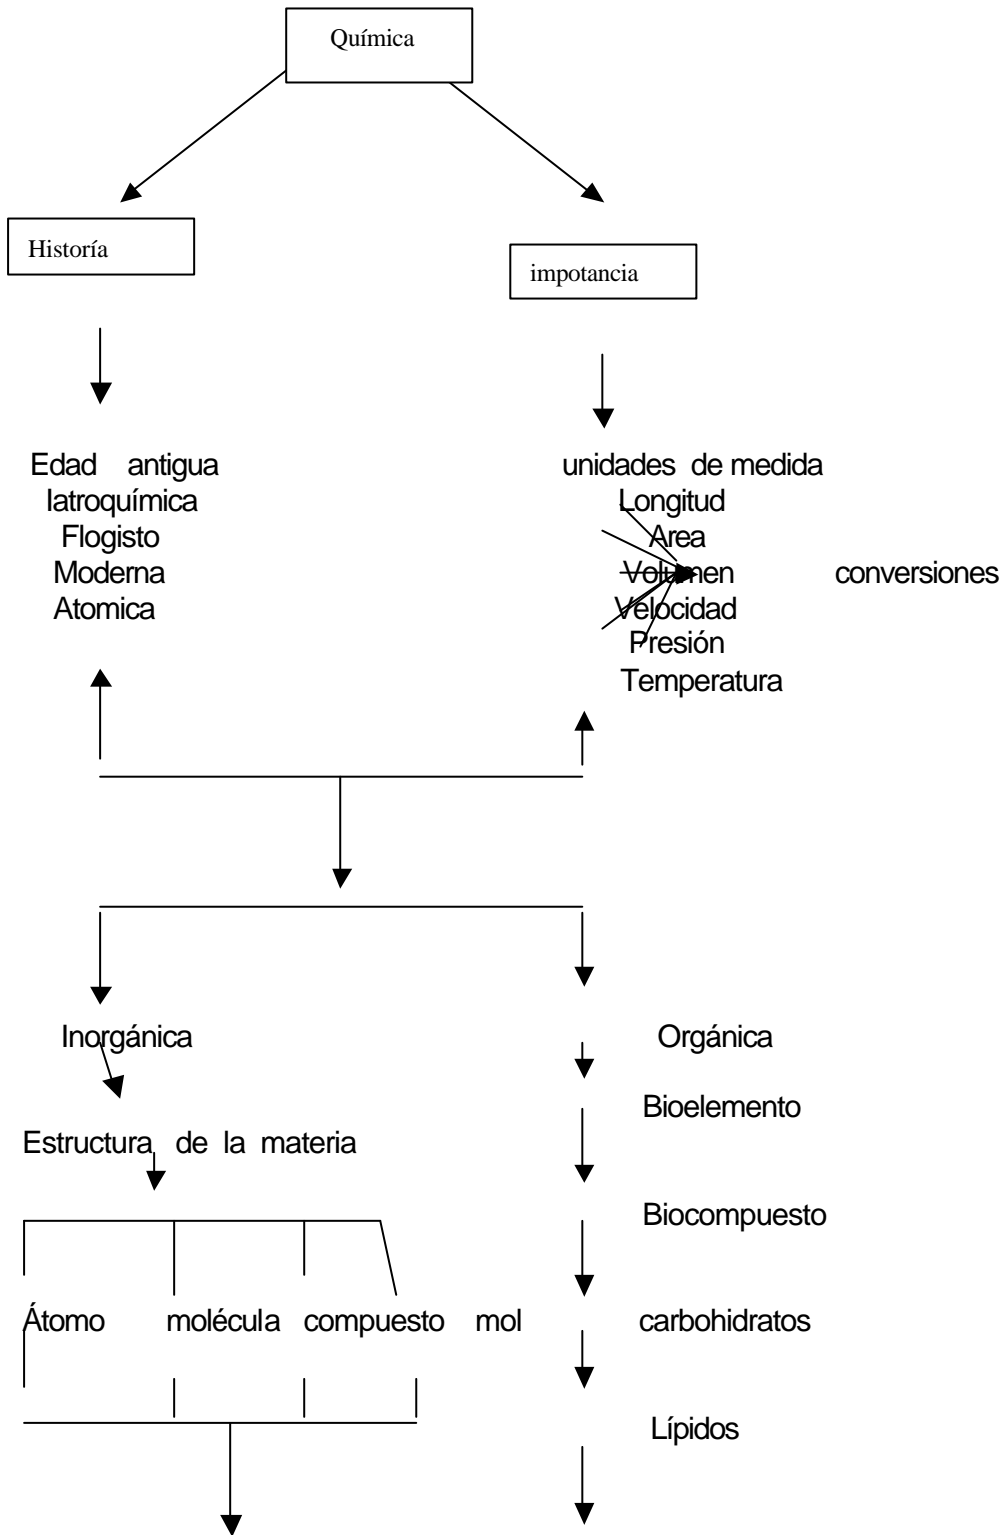 Química
Historía
impotancia
Edad antigua
Iatroquímica
Flogisto
Moderna
Atomica
unidades de medida
Longitud
Area
Volumen
conversiones
Velocidad
Presión
Temperatura
Inorgánica
Orgánica
Bioelemento
Estructura de la materia
Biocompuesto
Átomo molécula compuesto mol
carbohidratos
Lípidos